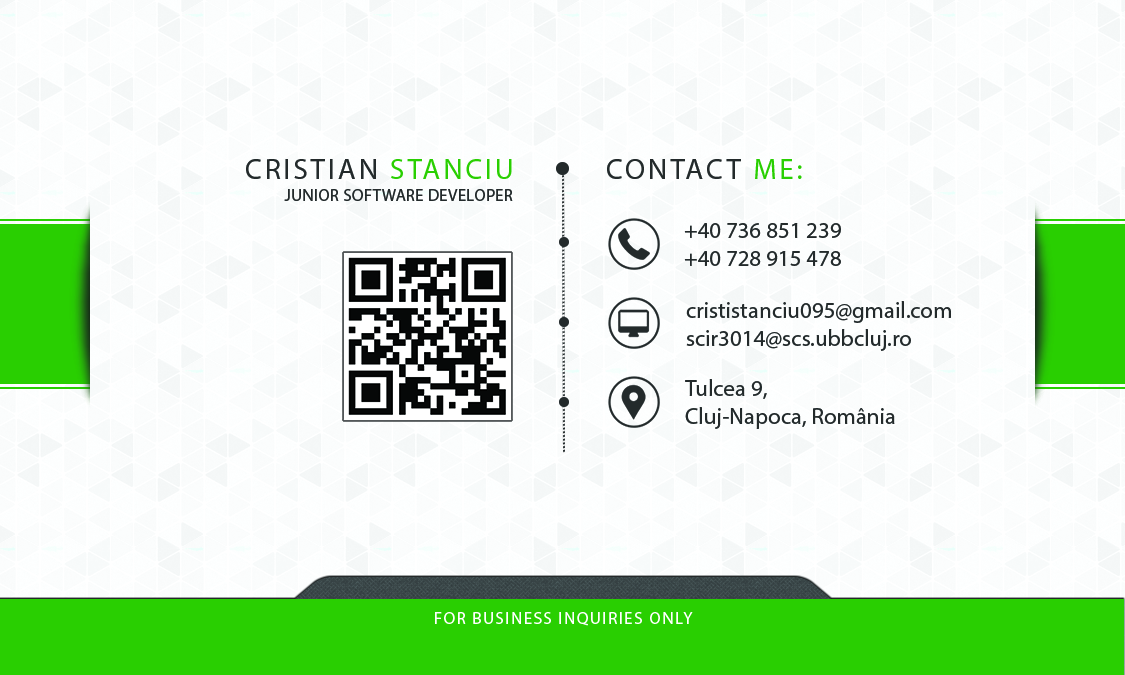 CRISTIAN STANCIU
JUNIOR SOFTWARE DEVELOPER
CONTACT ME:
+40 736 851 239
+40 728 915 478
crististanciu095@gmail.com
scir3014@scs.ubbcluj.ro
Tulcea 9,
Cluj-Napoca, România
FOR BUSINESS INQUIRIES ONLY